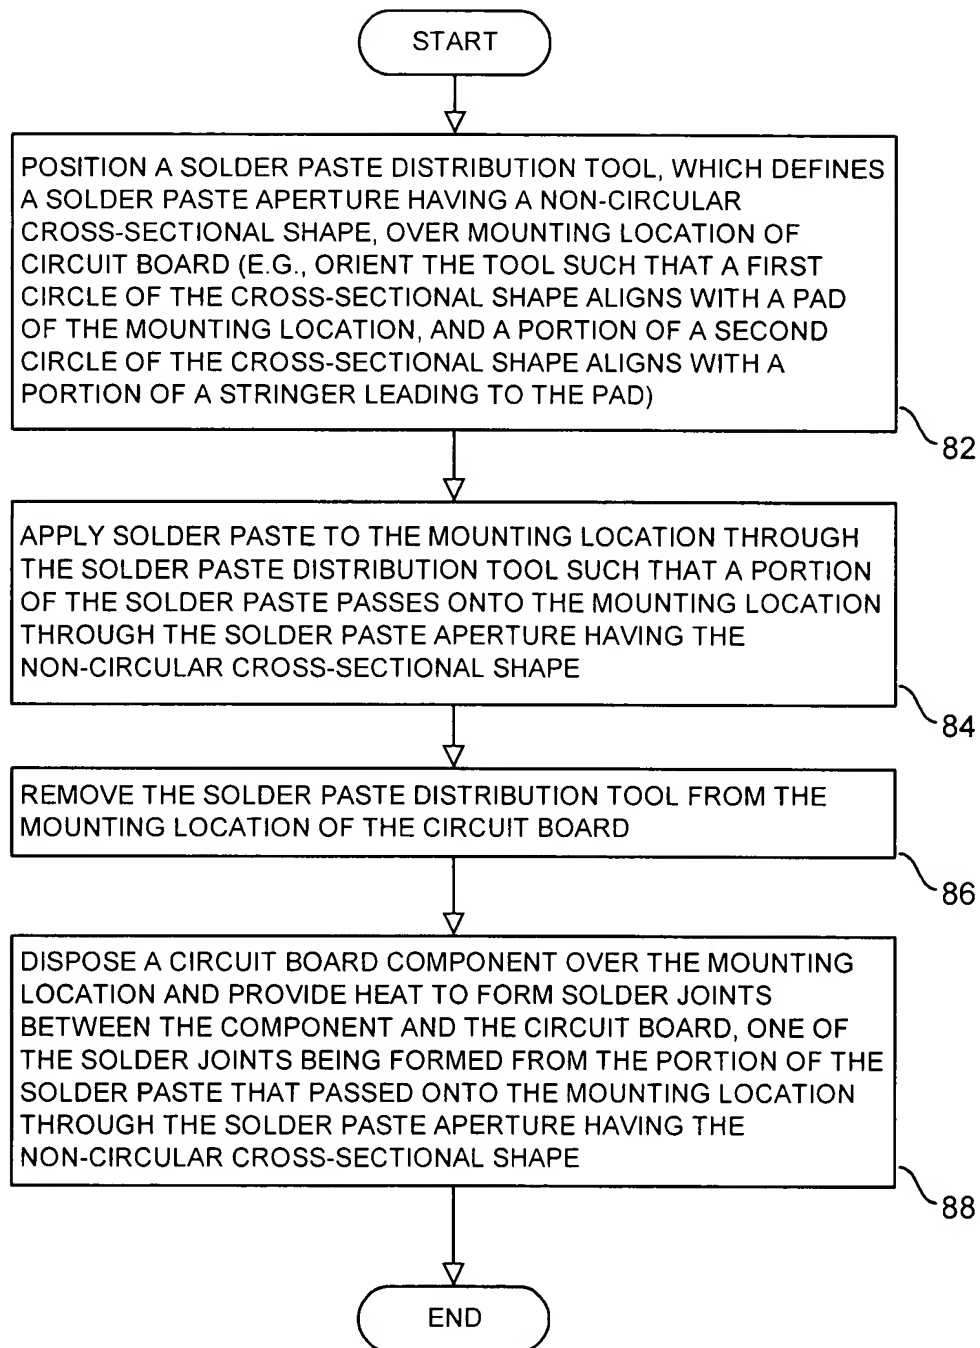 START
POSITION A SOLDER PASTE DISTRIBUTION TOOL, WHICH DEFINES
A SOLDER PASTE APERTURE HAVING A NON-CIRCULAR
CROSS-SECTIONAL SHAPE, OVER MOUNTING LOCATION OF
CIRCUIT BOARD (E.G., ORIENT THE TOOL SUCH THAT A FIRST
CIRCLE OF THE CROSS-SECTIONAL SHAPE ALIGNS WITH A PAD
OF THE MOUNTING LOCATION, AND A PORTION OF A SECOND
CIRCLE OF THE CROSS-SECTIONAL SHAPE ALIGNS WITH A
PORTION OF A STRINGER LEADING TO THE PAD)
82
APPLY SOLDER PASTE TO THE MOUNTING LOCATION THROUGH
THE SOLDER PASTE DISTRIBUTION TOOL SUCH THAT A PORTION
OF THE SOLDER PASTE PASSES ONTO THE MOUNTING LOCATION
THROUGH THE SOLDER PASTE APERTURE HAVING THE
NON-CIRCULAR CROSS-SECTIONAL SHAPE
84
REMOVE THE SOLDER PASTE DISTRIBUTION TOOL FROM THE
MOUNTING LOCATION OF THE CIRCUIT BOARD
86
DISPOSE A CIRCUIT BOARD COMPONENT OVER THE MOUNTING
LOCATION AND PROVIDE HEAT TO FORM SOLDER JOINTS
BETWEEN THE COMPONENT AND THE CIRCUIT BOARD, ONE OF
THE SOLDER JOINTS BEING FORMED FROM THE PORTION OF THE
SOLDER PASTE THAT PASSED ONTO THE MOUNTING LOCATION
THROUGH THE SOLDER PASTE APERTURE HAVING THE
NON-CIRCULAR CROSS-SECTIONAL SHAPE
88
END